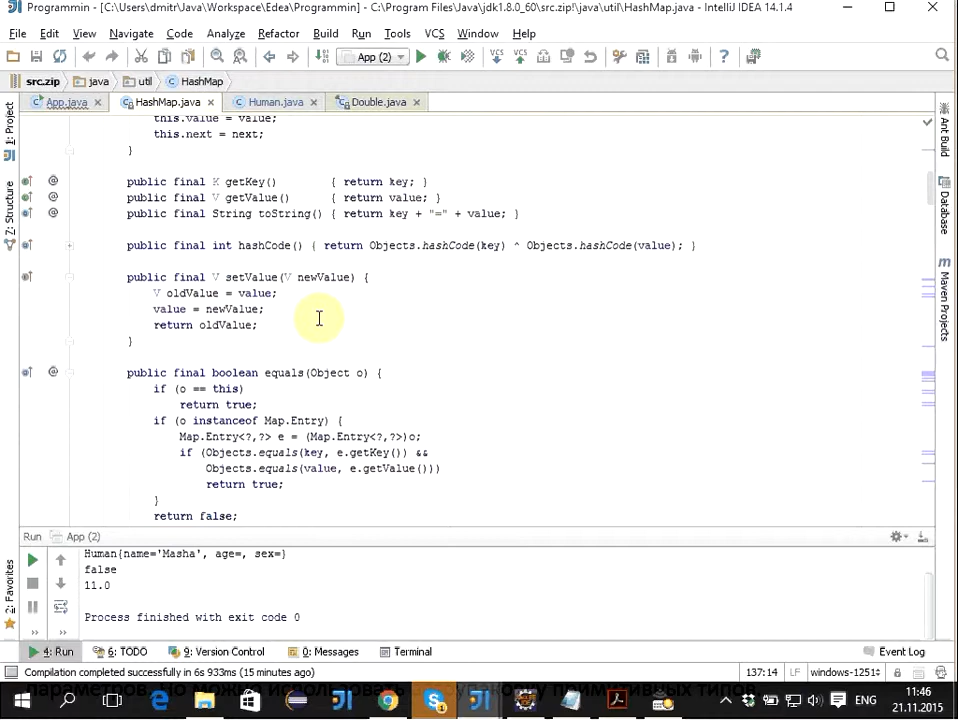 Programmin - [C:\Users\dmitr\Java\Workspace\Edea\Programmin] - C:\Program Files\Java\jdk1.8.0_60\src.zip!\java\util\HashMap.java - IntelliJ IDEA 14.1.4
File Edit View Navigate Code Analyze Refactor Build Run Tools VCS Window Help
App (2)
src.zip java util HashMap
App.java HashMap.java Human.java Double.java
1: Project
7: Structure
2: Favorites
Ant Build
Database
Maven Projects
this.value = value;
this.next = next;
}
public final K getKey() { return key; }
public final V getValue() { return value; }
public final String toString() { return key + "=" + value; }
public final int hashCode() { return Objects.hashCode(key) ^ Objects.hashCode(value); }
public final V setValue(V newValue) {
V oldValue = value;
value = newValue;
return oldValue;
}
public final boolean equals(Object o) {
if (o == this)
return true;
if (o instanceof Map.Entry) {
Map.Entry<?,?> e = (Map.Entry<?,?>)o;
if (Objects.equals(key, e.getKey()) &&
Objects.equals(value, e.getValue()))
return true;
}
return false;
Run App (2)
Human{name='Masha', age=, sex=}
false
11.0
Process finished with exit code 0
4: Run 6: TODO 9: Version Control 0: Messages Terminal Event Log
Compilation completed successfully in 6s 933ms (15 minutes ago) 137:14 LF windows-1251
ENG
11:46
21.11.2015